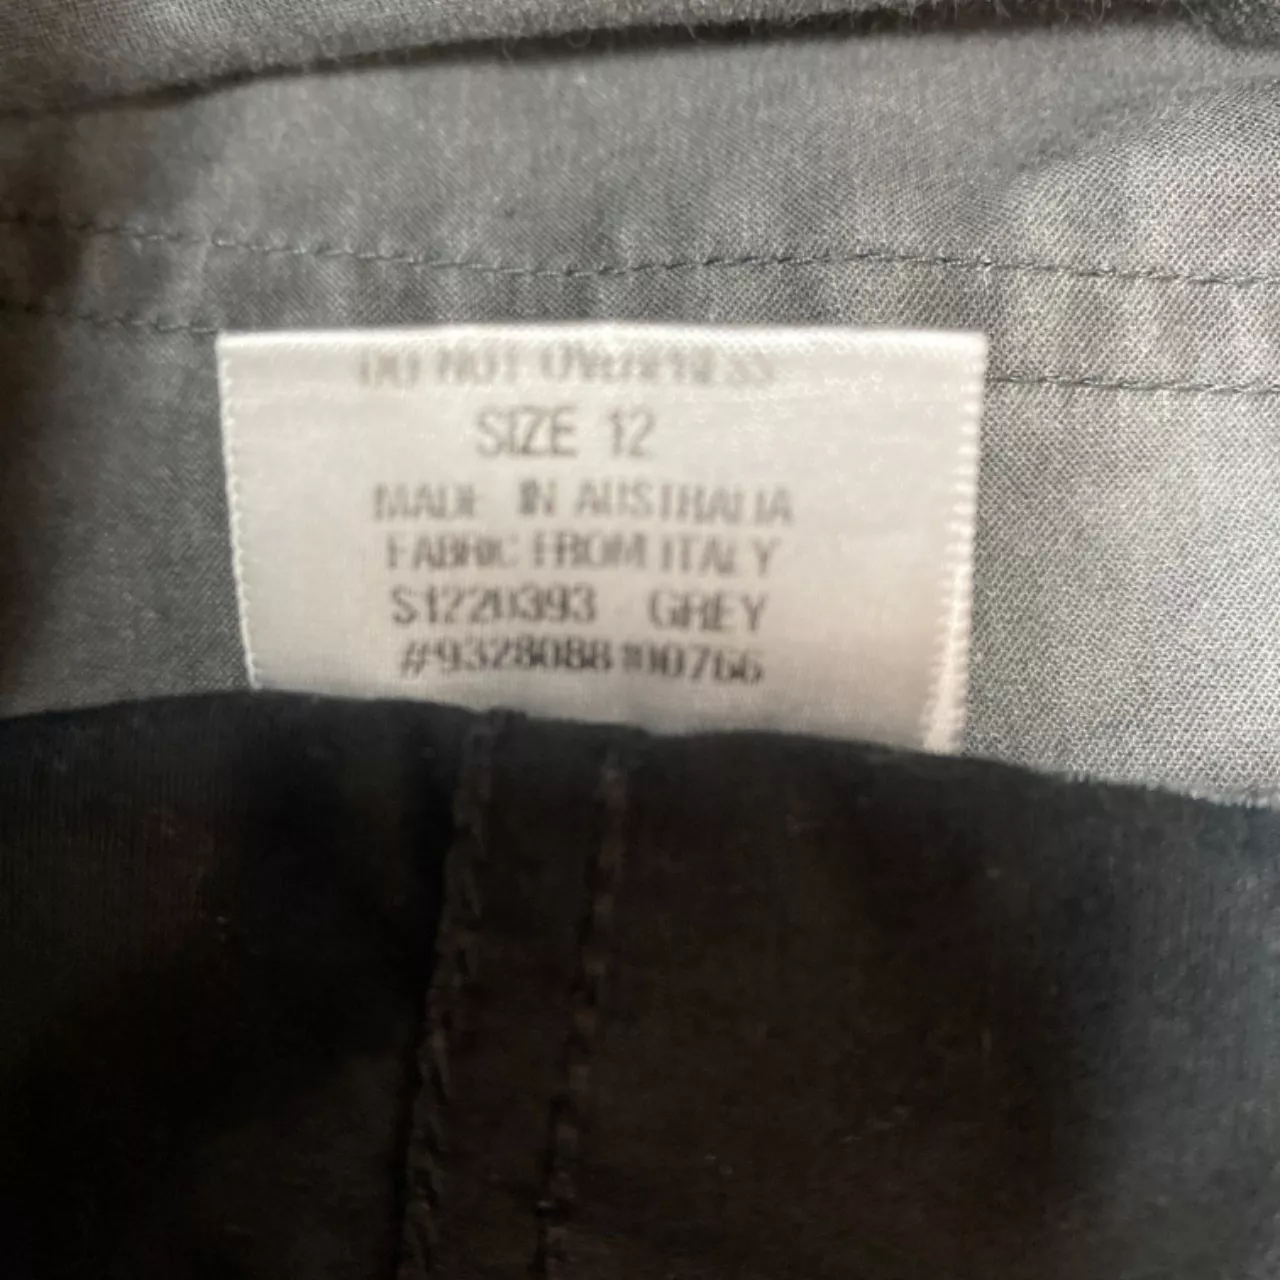 DO NOT OVERPRESS
SIZE 12
MADE IN AUSTRALIA
FABRIC FROM ITALY
S1220393 GREY
#9328088100766